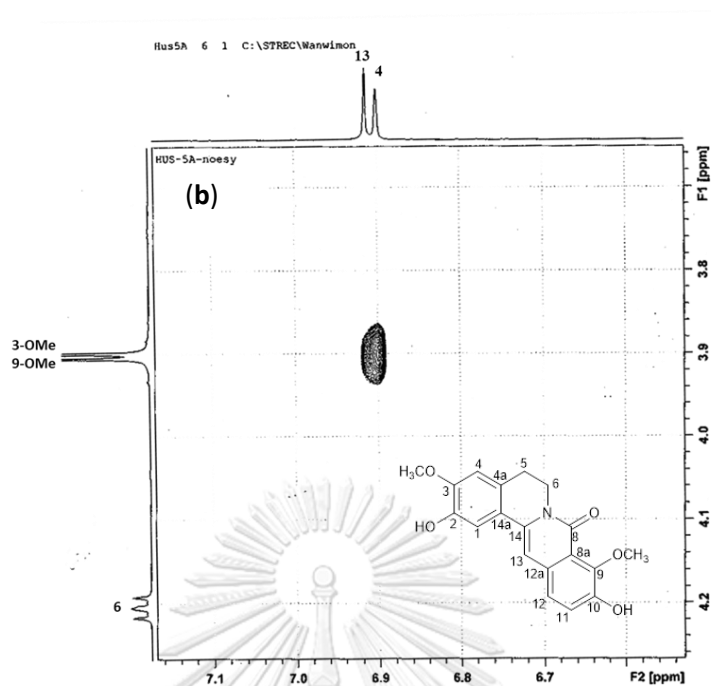 Hus5A 6 1 C:\STREC\Wanwimon
13
4
HUS-5A-noesy
(b)
F1 [ppm]
3.8
3.9
4.0
4.1
4.2
3-OMe
9-OMe
6
7.1
7.0
6.9
6.8
6.7
F2 [ppm]
H₃CO
4
4a
5
6
3
N
O
HO
2
1
14a
14
8
8a
OCH₃
13
12a
9
12
11
10
OH